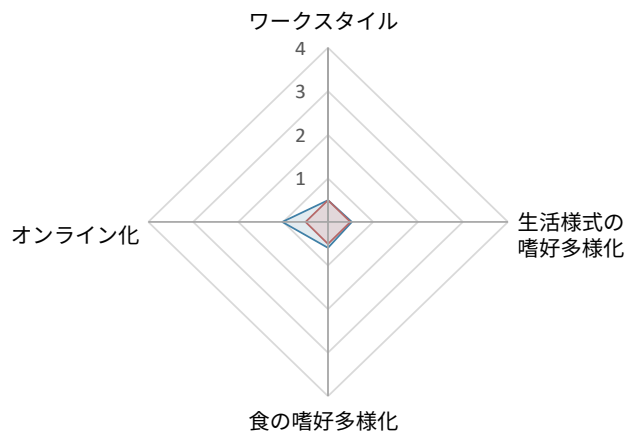 ワークスタイル
4
3
2
1
オンライン化
生活様式の
嗜好多様化
食の嗜好多様化